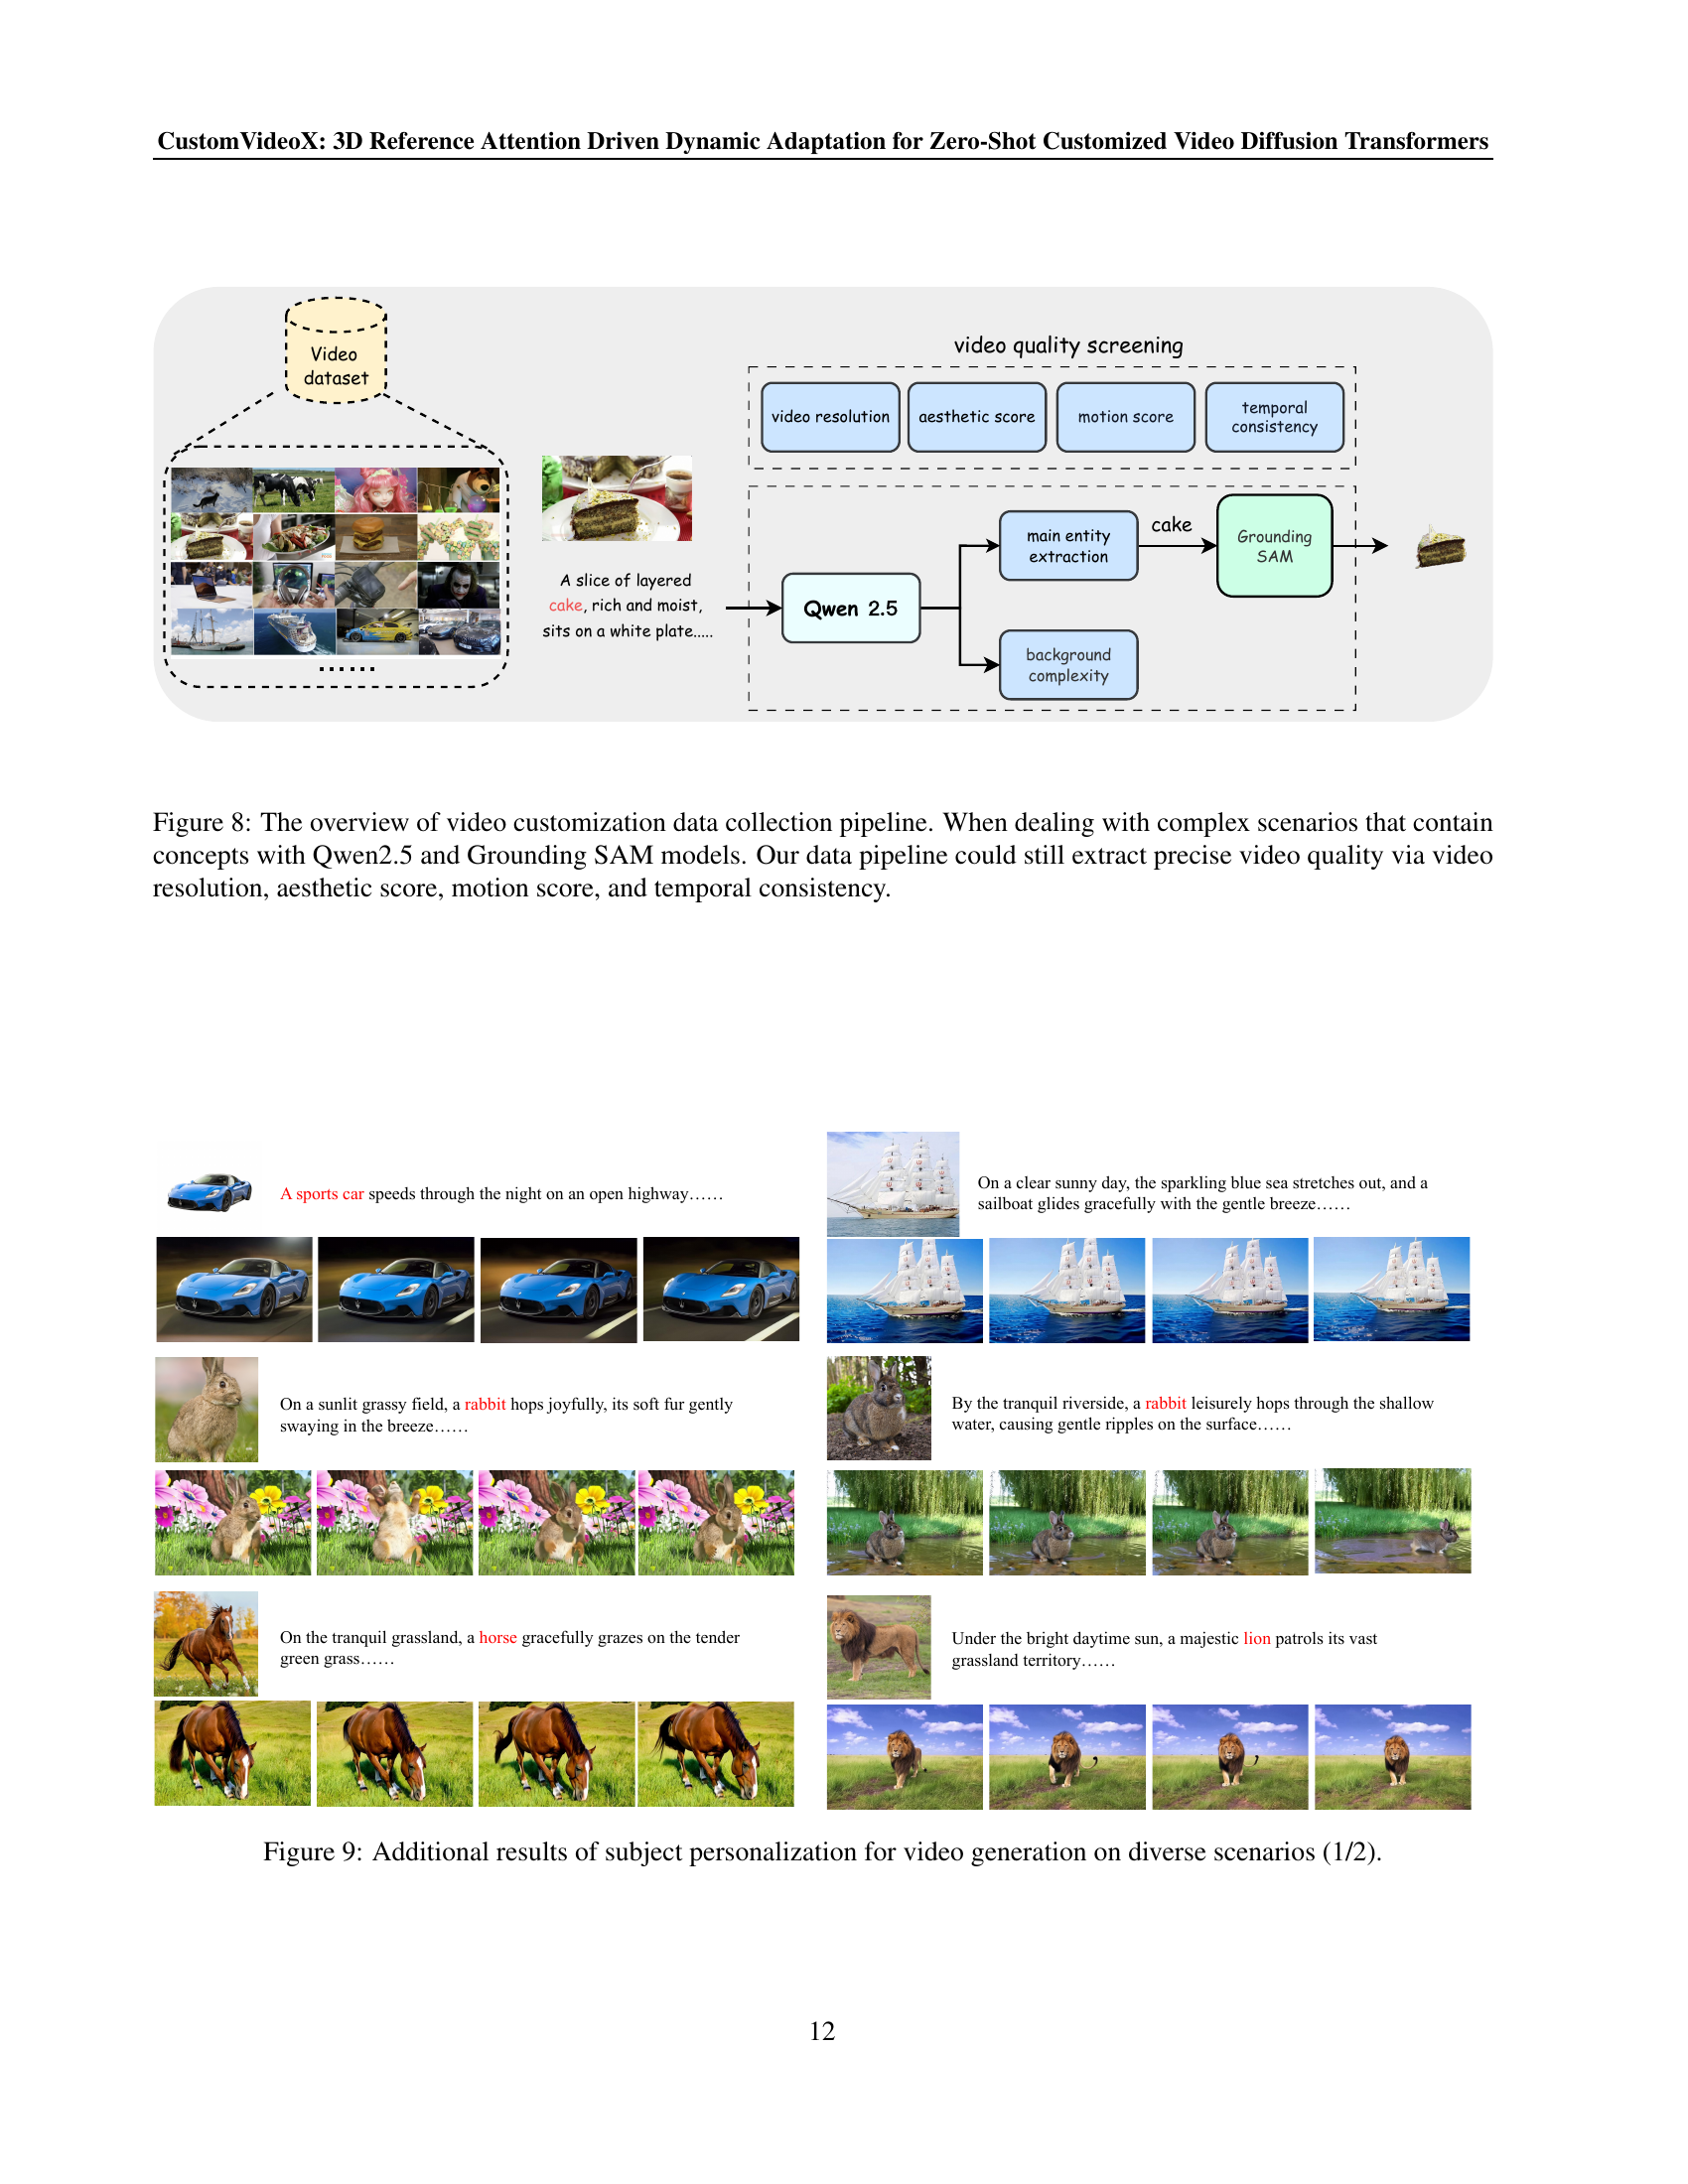 CustomVideoX: 3D Reference Attention Driven Dynamic Adaptation for Zero-Shot Customized Video Diffusion Transformers
Video
dataset
......
A slice of layered
cake, rich and moist,
sits on a white plate.....
video quality screening
video resolution
aesthetic score
motion score
temporal
consistency
Qwen 2.5
main entity
extraction
cake
Grounding
SAM
background
complexity
Figure 8: The overview of video customization data collection pipeline. When dealing with complex scenarios that contain
concepts with Qwen2.5 and Grounding SAM models. Our data pipeline could still extract precise video quality via video
resolution, aesthetic score, motion score, and temporal consistency.
A sports car speeds through the night on an open highway……
On a clear sunny day, the sparkling blue sea stretches out, and a
sailboat glides gracefully with the gentle breeze……
On a sunlit grassy field, a rabbit hops joyfully, its soft fur gently
swaying in the breeze……
By the tranquil riverside, a rabbit leisurely hops through the shallow
water, causing gentle ripples on the surface……
On the tranquil grassland, a horse gracefully grazes on the tender
green grass……
Under the bright daytime sun, a majestic lion patrols its vast
grassland territory……
Figure 9: Additional results of subject personalization for video generation on diverse scenarios (1/2).
12